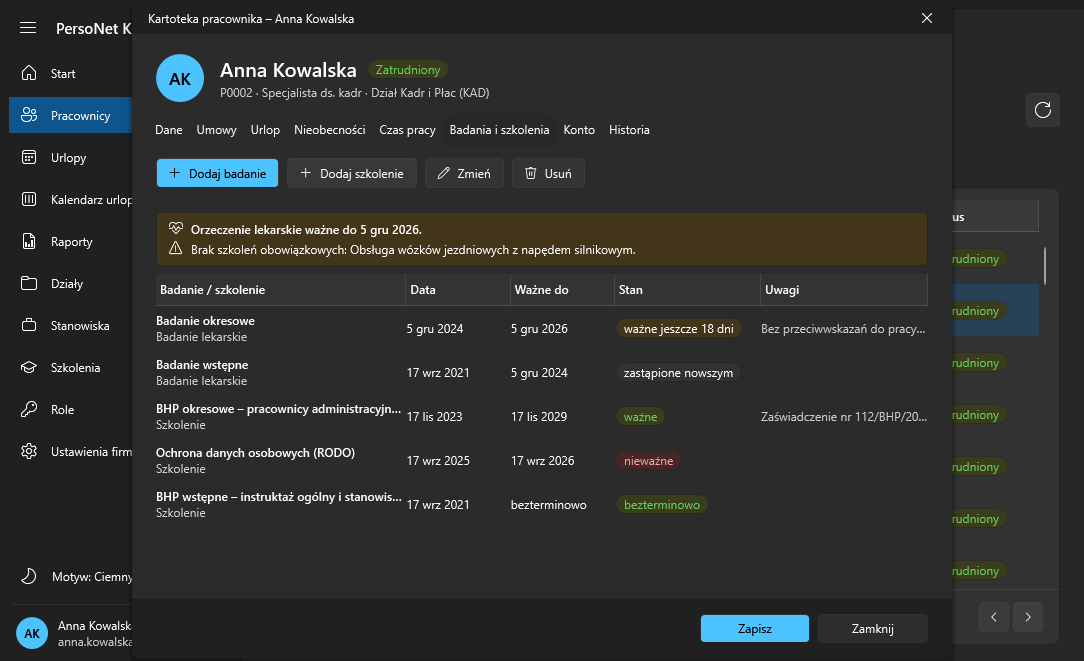 Kartoteka pracownika – Anna Kowalska
PersoNet K
Start
Pracownicy
Urlopy
Kalendarz urlop
Raporty
Działy
Stanowiska
Szkolenia
Role
Ustawienia firm
Motyw: Ciemny
AK
Anna Kowalsk
anna.kowalska
AK
Anna Kowalska
Zatrudniony
P0002 · Specjalista ds. kadr · Dział Kadr i Płac (KAD)
Dane Umowy Urlop Nieobecności Czas pracy Badania i szkolenia Konto Historia
Dodaj badanie Dodaj szkolenie Zmień Usuń
Orzeczenie lekarskie ważne do 5 gru 2026.
Brak szkoleń obowiązkowych: Obsługa wózków jezdniowych z napędem silnikowym.
Badanie / szkolenie Data Ważne do Stan Uwagi
Badanie okresowe
Badanie lekarskie
5 gru 2024 5 gru 2026 ważne jeszcze 18 dni Bez przeciwwskazań do pracy...
Badanie wstępne
Badanie lekarskie
17 wrz 2021 5 gru 2024 zastąpione nowszym
BHP okresowe – pracownicy administracyjn...
Szkolenie
17 lis 2023 17 lis 2029 ważne Zaświadczenie nr 112/BHP/20...
Ochrona danych osobowych (RODO)
Szkolenie
17 wrz 2025 17 wrz 2026 nieważne
BHP wstępne – instruktaż ogólny i stanowis...
Szkolenie
17 wrz 2021 bezterminowo bezterminowo
Zapisz Zamknij
us
rudniony
rudniony
rudniony
rudniony
rudniony
rudniony
rudniony